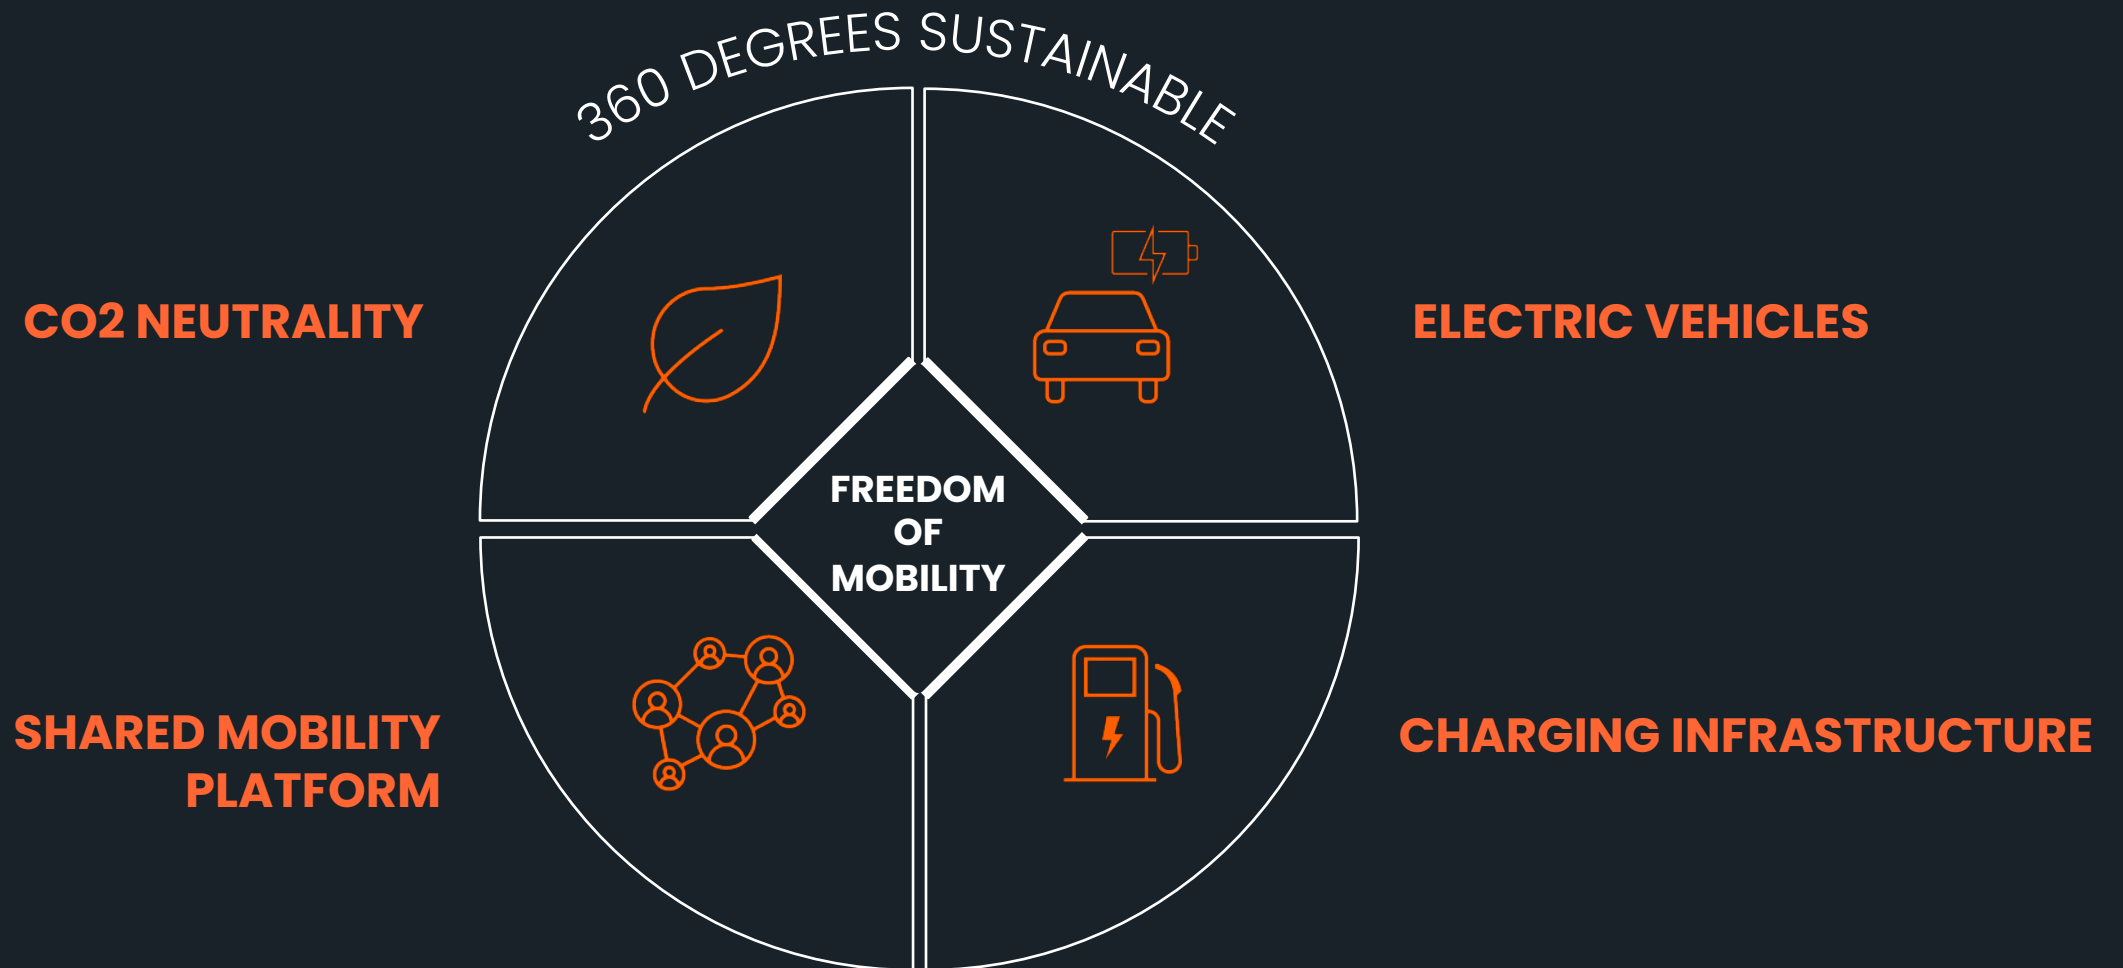 360 DEGREES SUSTAINABLE
CO2 NEUTRALITY
ELECTRIC VEHICLES
FREEDOM
OF
MOBILITY
SHARED MOBILITY
PLATFORM
CHARGING INFRASTRUCTURE